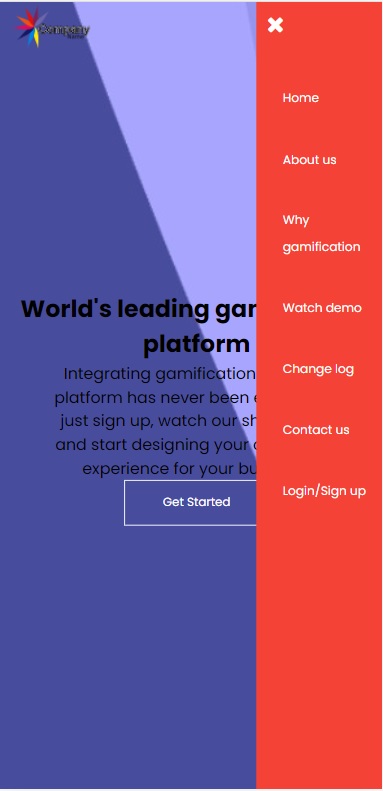 Company
Home
About us
Why
gamification
World's leading gar
platform
Integrating gamification
platform has never been e
just sign up, watch our sh
and start designing your
experience for your bu
Get Started
Watch demo
Change log
Contact us
Login/Sign up